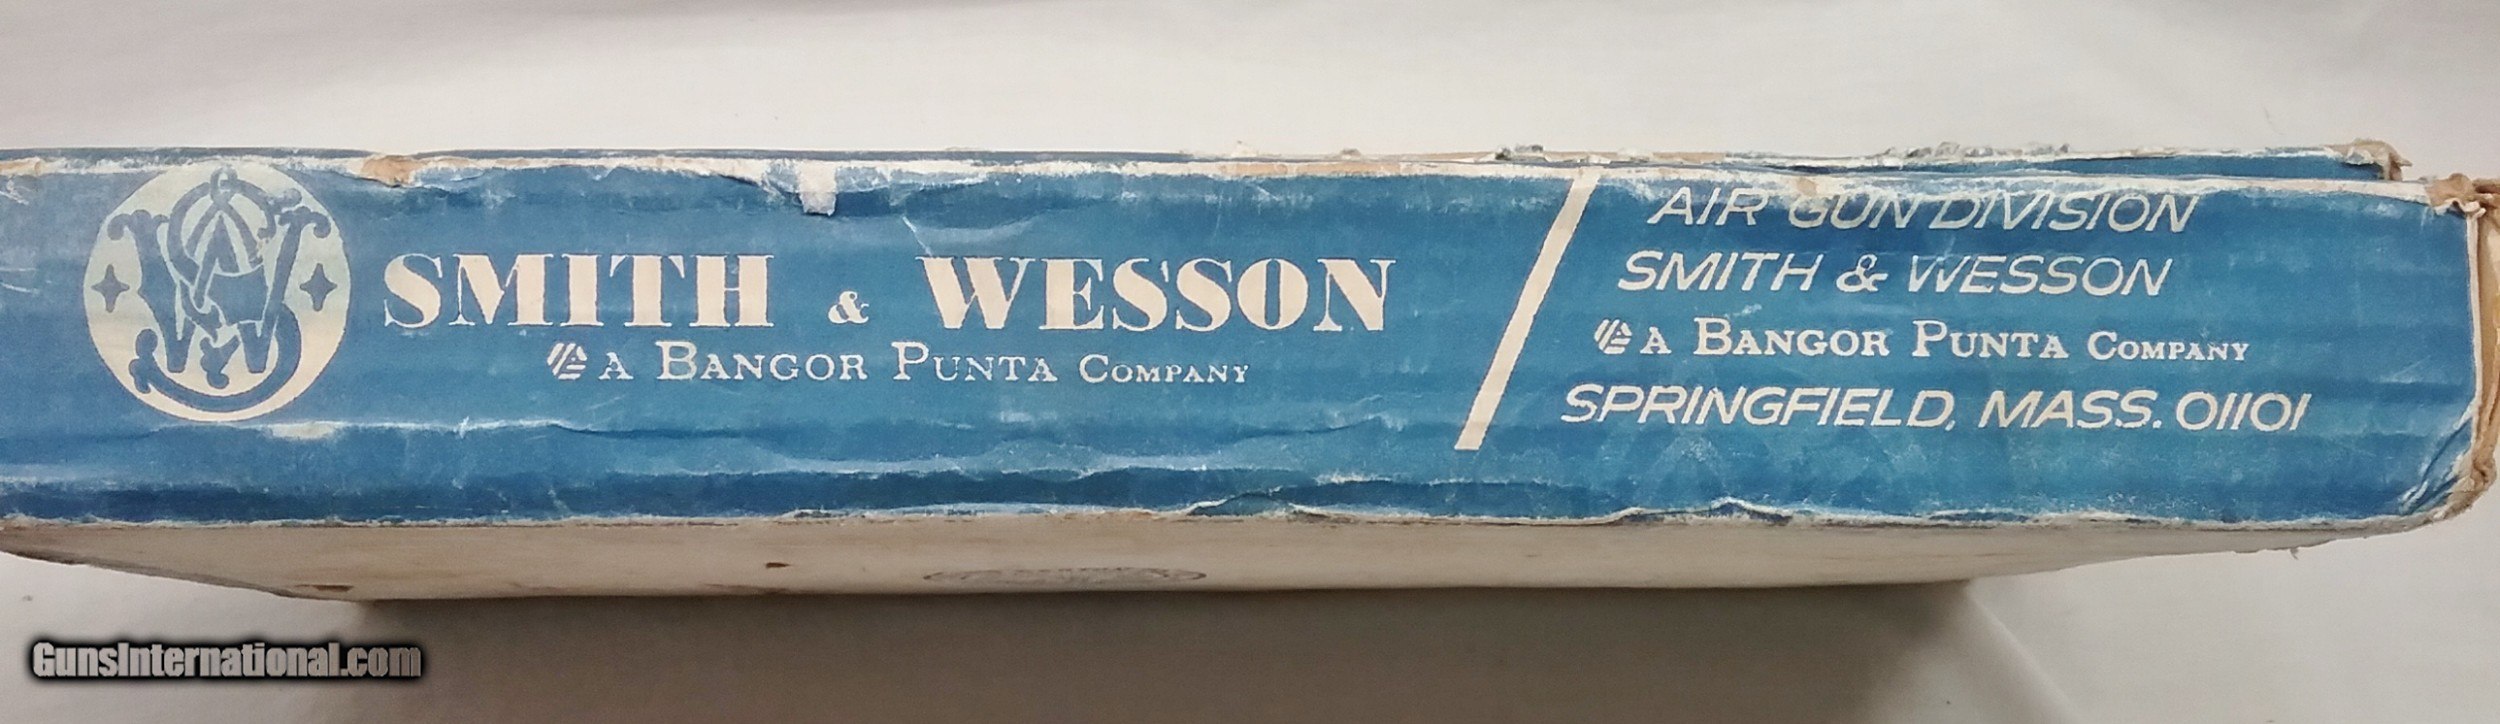 SMITH & WESSON
A BANGOR PUNTA COMPANY
AIR GUN DIVISION
SMITH & WESSON
A BANGOR PUNTA COMPANY
SPRINGFIELD, MASS. 01101
GunsInternational.com